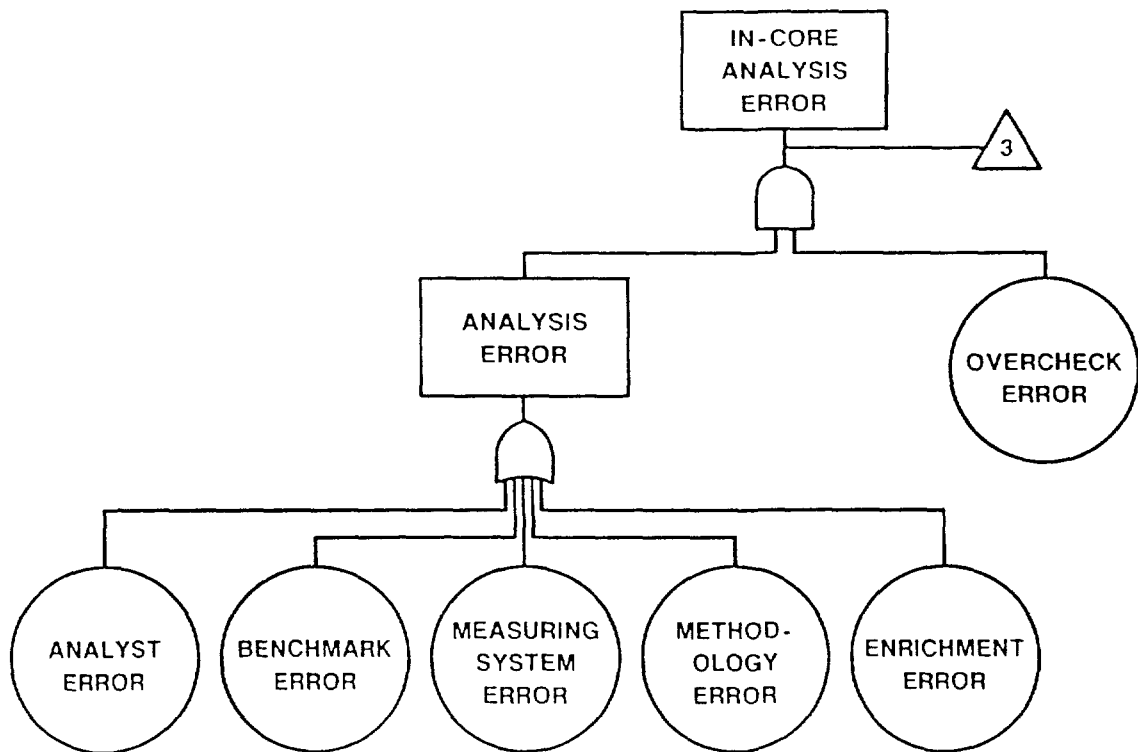 IN-CORE
ANALYSIS
ERROR
3
ANALYSIS
ERROR
OVERCHECK
ERROR
ANALYST
ERROR
BENCHMARK
ERROR
MEASURING
SYSTEM
ERROR
METHOD-
OLOGY
ERROR
ENRICHMENT
ERROR